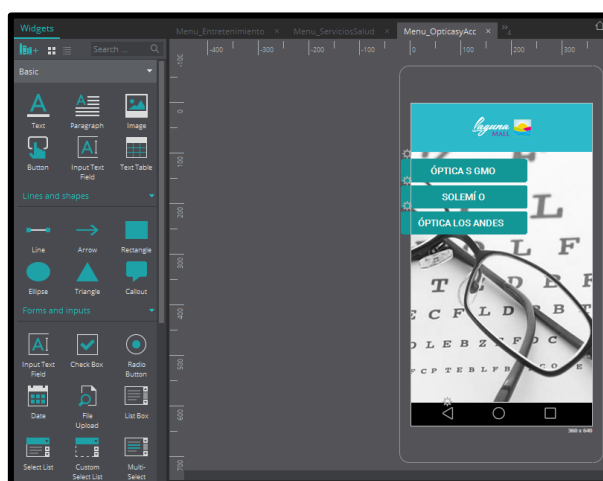 Widgets
Menu_Entretenimiento × Menu_ServiciosSalud × Menu_OpticasyAcc × 4
Search ...
-400 -300 -200 -100 0 100 200 300
Basic
-100
0
100
200
300
400
500
600
700
Text Paragraph Image
Button Input Text Field Text Table
Lines and shapes
Line Arrow Rectangle
Ellipse Triangle Callout
Forms and inputs
Input Text Field Check Box Radio Button
Date File Upload List Box
Select List Custom Select List Multi-Select
laguna
MALL
ÓPTICA S GMO
SOLEMÍ O
ÓPTICA LOS ANDES
L
L F
T E D B F
E C F L D B
D L E B Z F D C
F C P T E B L F B C O E
360 x 640